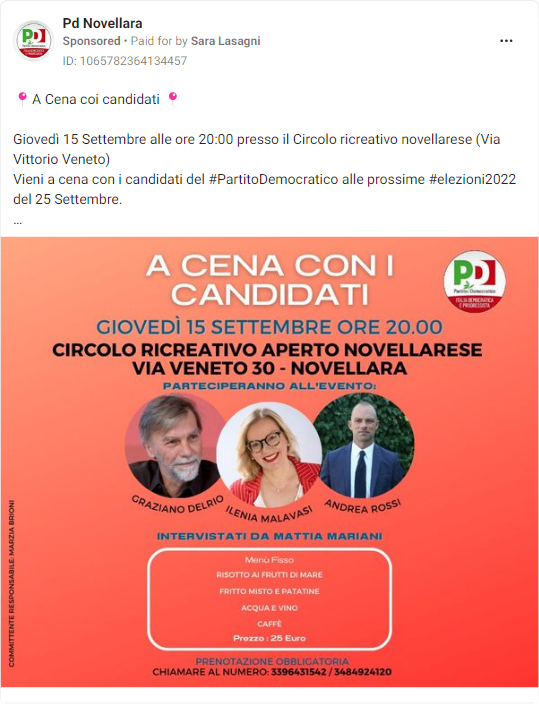 Pd Novellara
Sponsored • Paid for by Sara Lasagni
ID: 1065782364134457
📍 A Cena coi candidati 📍
Giovedì 15 Settembre alle ore 20:00 presso il Circolo ricreativo novellarese (Via
Vittorio Veneto)
Vieni a cena con i candidati del #PartitoDemocratico alle prossime #elezioni2022
del 25 Settembre.
...
A CENA CON I
CANDIDATI
PD
Partito Democratico
ITALIA DEMOCRATICA
E PROGRESSISTA
GIOVEDÌ 15 SETTEMBRE ORE 20.00
CIRCOLO RICREATIVO APERTO NOVELLARESE
VIA VENETO 30 - NOVELLARA
PARTECIPERANNO ALL'EVENTO:
GRAZIANO DELRIO
ILENIA MALAVASI
ANDREA ROSSI
INTERVISTATI DA MATTIA MARIANI
Menù Fisso
RISOTTO AI FRUTTI DI MARE
FRITTO MISTO E PATATINE
ACQUA E VINO
CAFFÈ
Prezzo : 25 Euro
PRENOTAZIONE OBBLIGATORIA
CHIAMARE AL NUMERO: 3396431542 / 3484924120
COMMITTENTE RESPONSABILE: MARZIA BRIONI